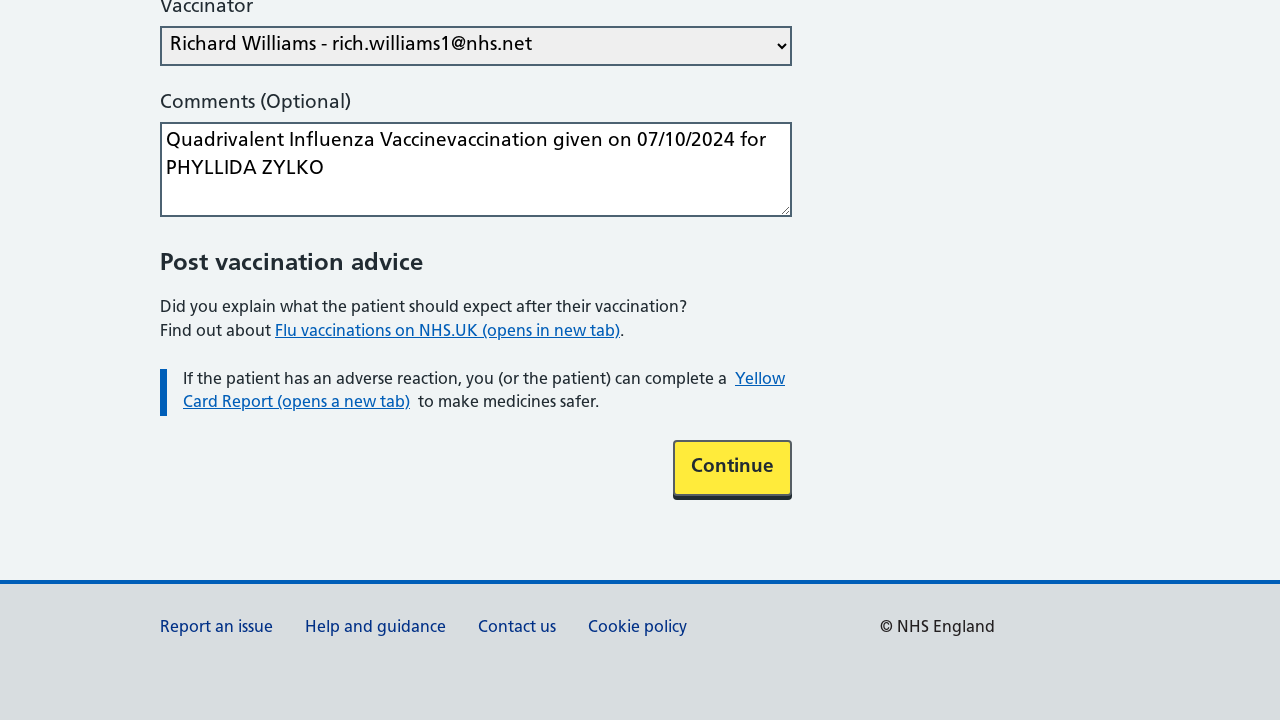 Vaccinator
Richard Williams - rich.williams1@nhs.net
Comments (Optional)
Quadrivalent Influenza Vaccinevaccination given on 07/10/2024 for
PHYLLIDA ZYLKO
Post vaccination advice
Did you explain what the patient should expect after their vaccination?
Find out about Flu vaccinations on NHS.UK (opens in new tab).
If the patient has an adverse reaction, you (or the patient) can complete a Yellow
Card Report (opens a new tab) to make medicines safer.
Continue
Report an issue Help and guidance Contact us Cookie policy © NHS England